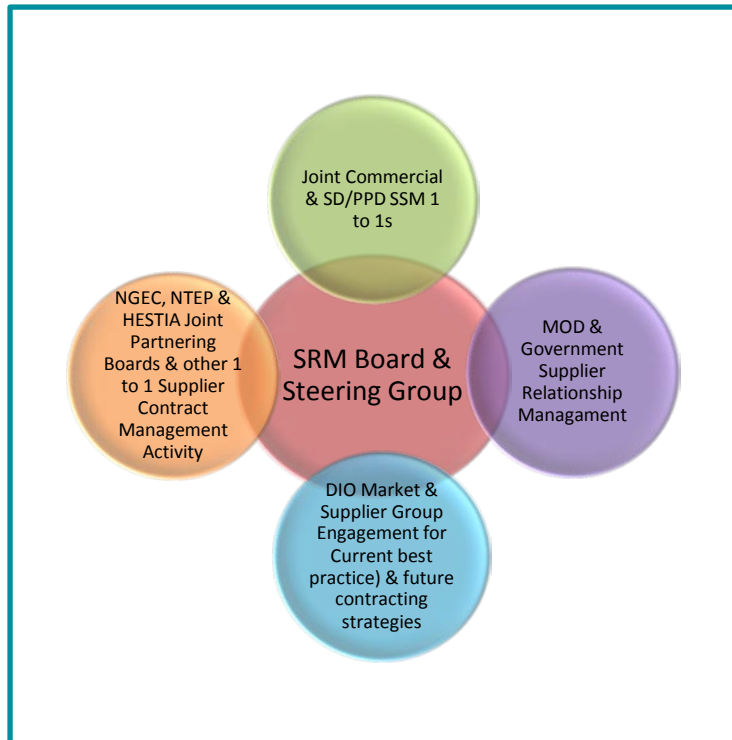 Joint Commercial
& SD/PPD SSM 1
to 1s
NGEC, NTEP &
HESTIA Joint
Partnering
Boards & other 1
to 1 Supplier
Contract
Management
Activity
SRM Board &
Steering Group
MOD &
Government
Supplier
Relationship
Managament
DIO Market &
Supplier Group
Engagement for
Current best
practice) & future
contracting
strategies